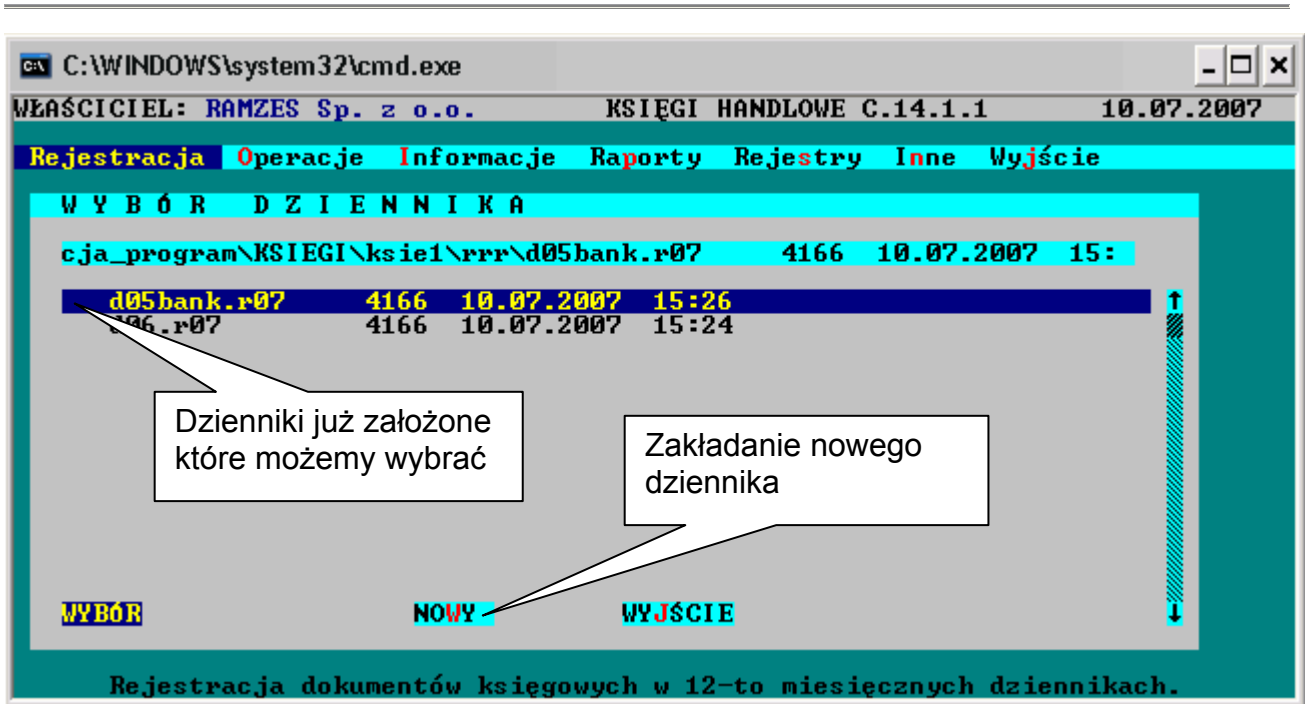 C:\WINDOWS\system32\cmd.exe
WŁAŚCICIEL: RAMZES Sp. z o.o. KSIĘGI HANDLOWE C.14.1.1 10.07.2007
Rejestracja Operacje Informacje Raporty Rejestry Inne Wyjście
W Y B Ó R D Z I E N N I K A
cja_program\KSIEGI\ksie1\rrr\d05bank.r07 4166 10.07.2007 15:
d05bank.r07 4166 10.07.2007 15:26
d06.r07 4166 10.07.2007 15:24
Dzienniki już założone
które możemy wybrać
Zakładanie nowego
dziennika
WYBÓR NOWY WYJŚCIE
Rejestracja dokumentów księgowych w 12-to miesięcznych dziennikach.